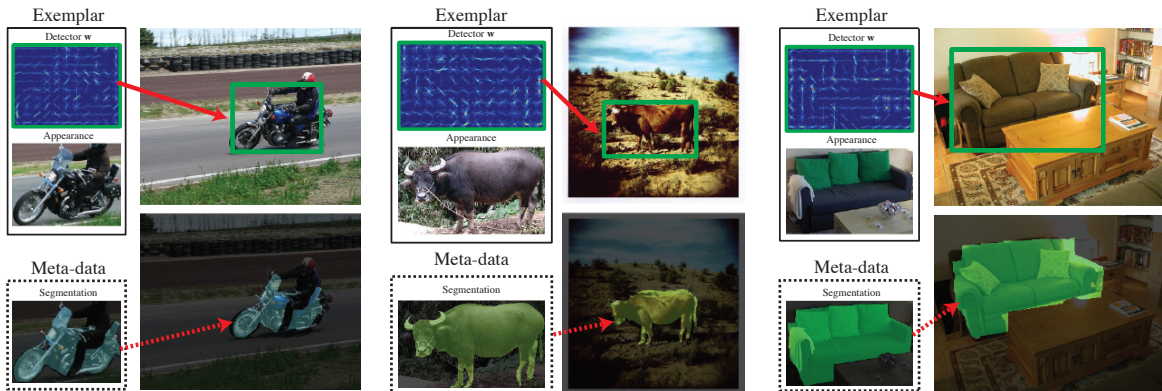 Exemplar
Detector w
Appearance
Meta-data
Segmentation
Exemplar
Detector w
Appearance
Meta-data
Segmentation
Exemplar
Detector w
Appearance
Meta-data
Segmentation